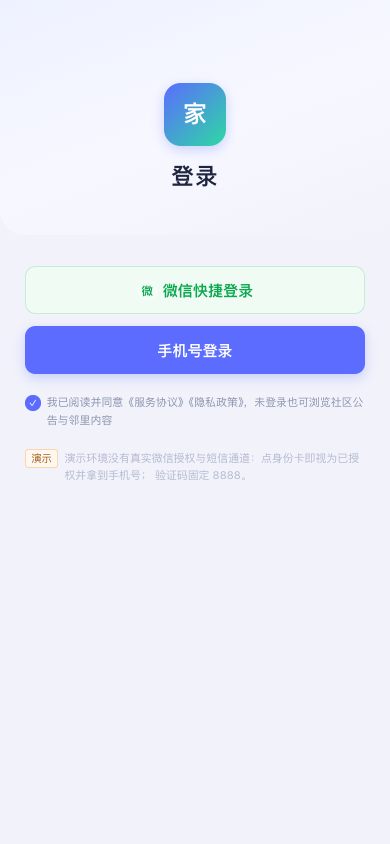 家
登录
微 微信快捷登录
手机号登录
我已阅读并同意《服务协议》《隐私政策》，未登录也可浏览社区公
告与邻里内容
演示 演示环境没有真实微信授权与短信通道：点身份卡即视为已授
权并拿到手机号； 验证码固定 8888。